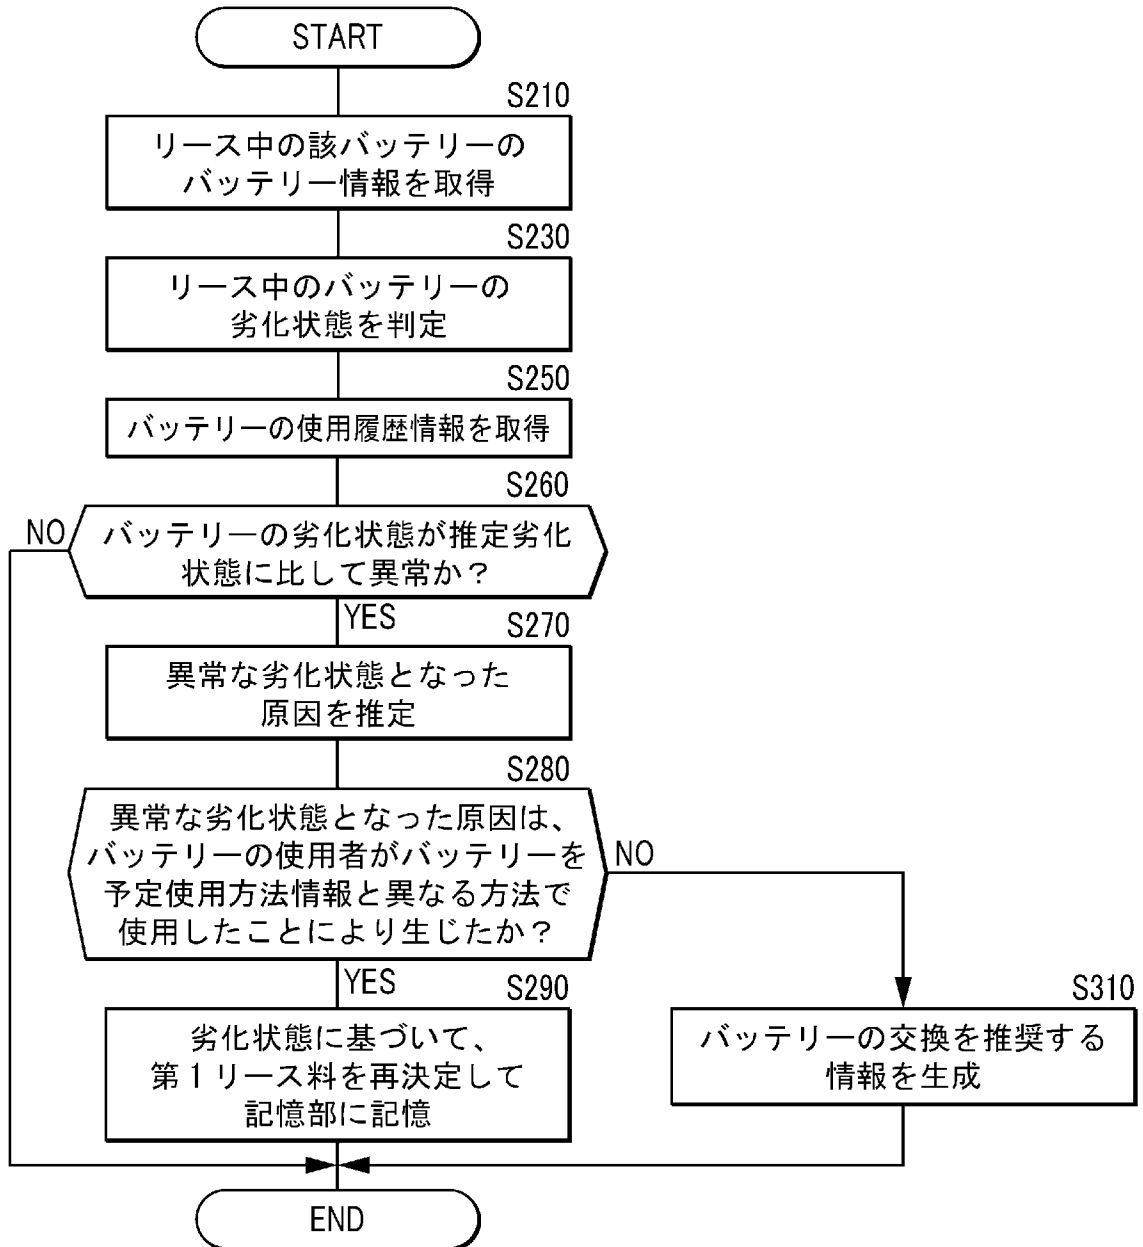 START
S210
リース中の該バッテリーの
バッテリー情報を取得
S230
リース中のバッテリーの
劣化状態を判定
S250
バッテリーの使用履歴情報を取得
S260
NO
バッテリーの劣化状態が推定劣化
状態に比して異常か？
YES
S270
異常な劣化状態となった
原因を推定
S280
異常な劣化状態となった原因は、
バッテリーの使用者がバッテリーを
予定使用方法情報と異なる方法で
使用したことにより生じたか？
NO
YES
S290
劣化状態に基づいて、
第１リース料を再決定して
記憶部に記憶
S310
バッテリーの交換を推奨する
情報を生成
END